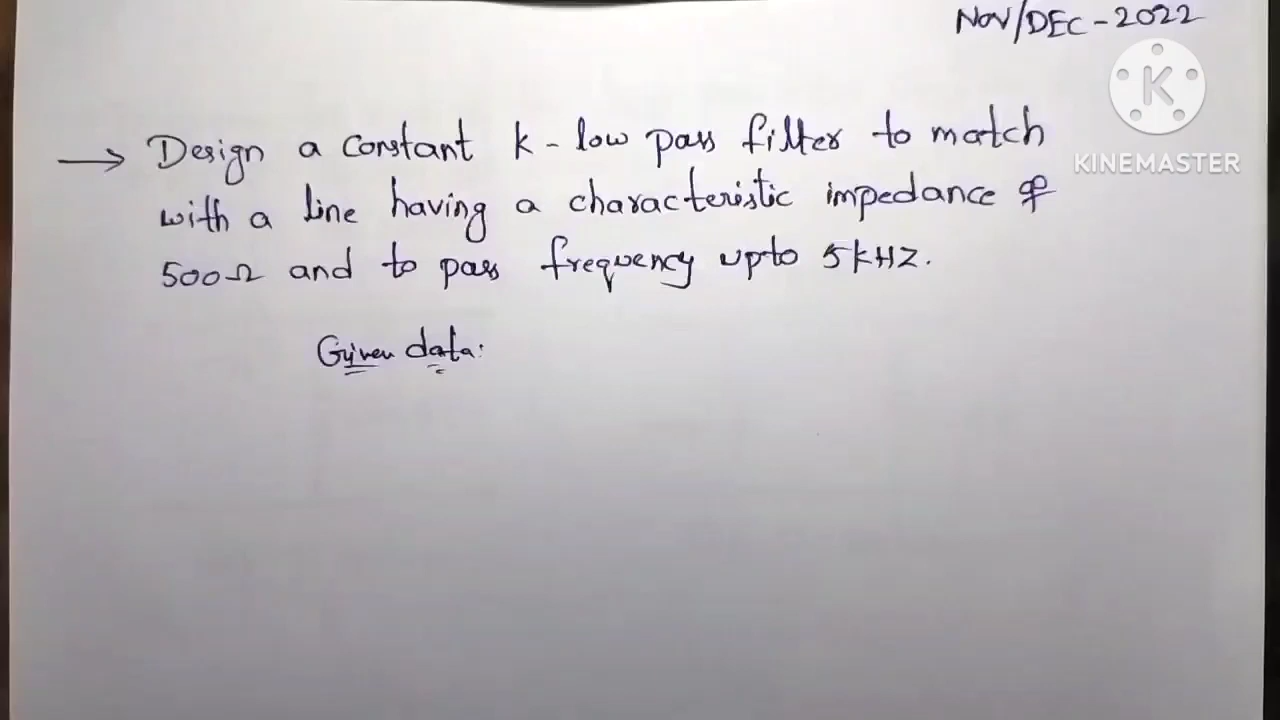 NOV/DEC-2022
K
KINEMASTER
→ Design a constant k-low pass filter to match
with a line having a characteristic impedance of
500Ω and to pass frequency upto 5kHZ.
Given data: